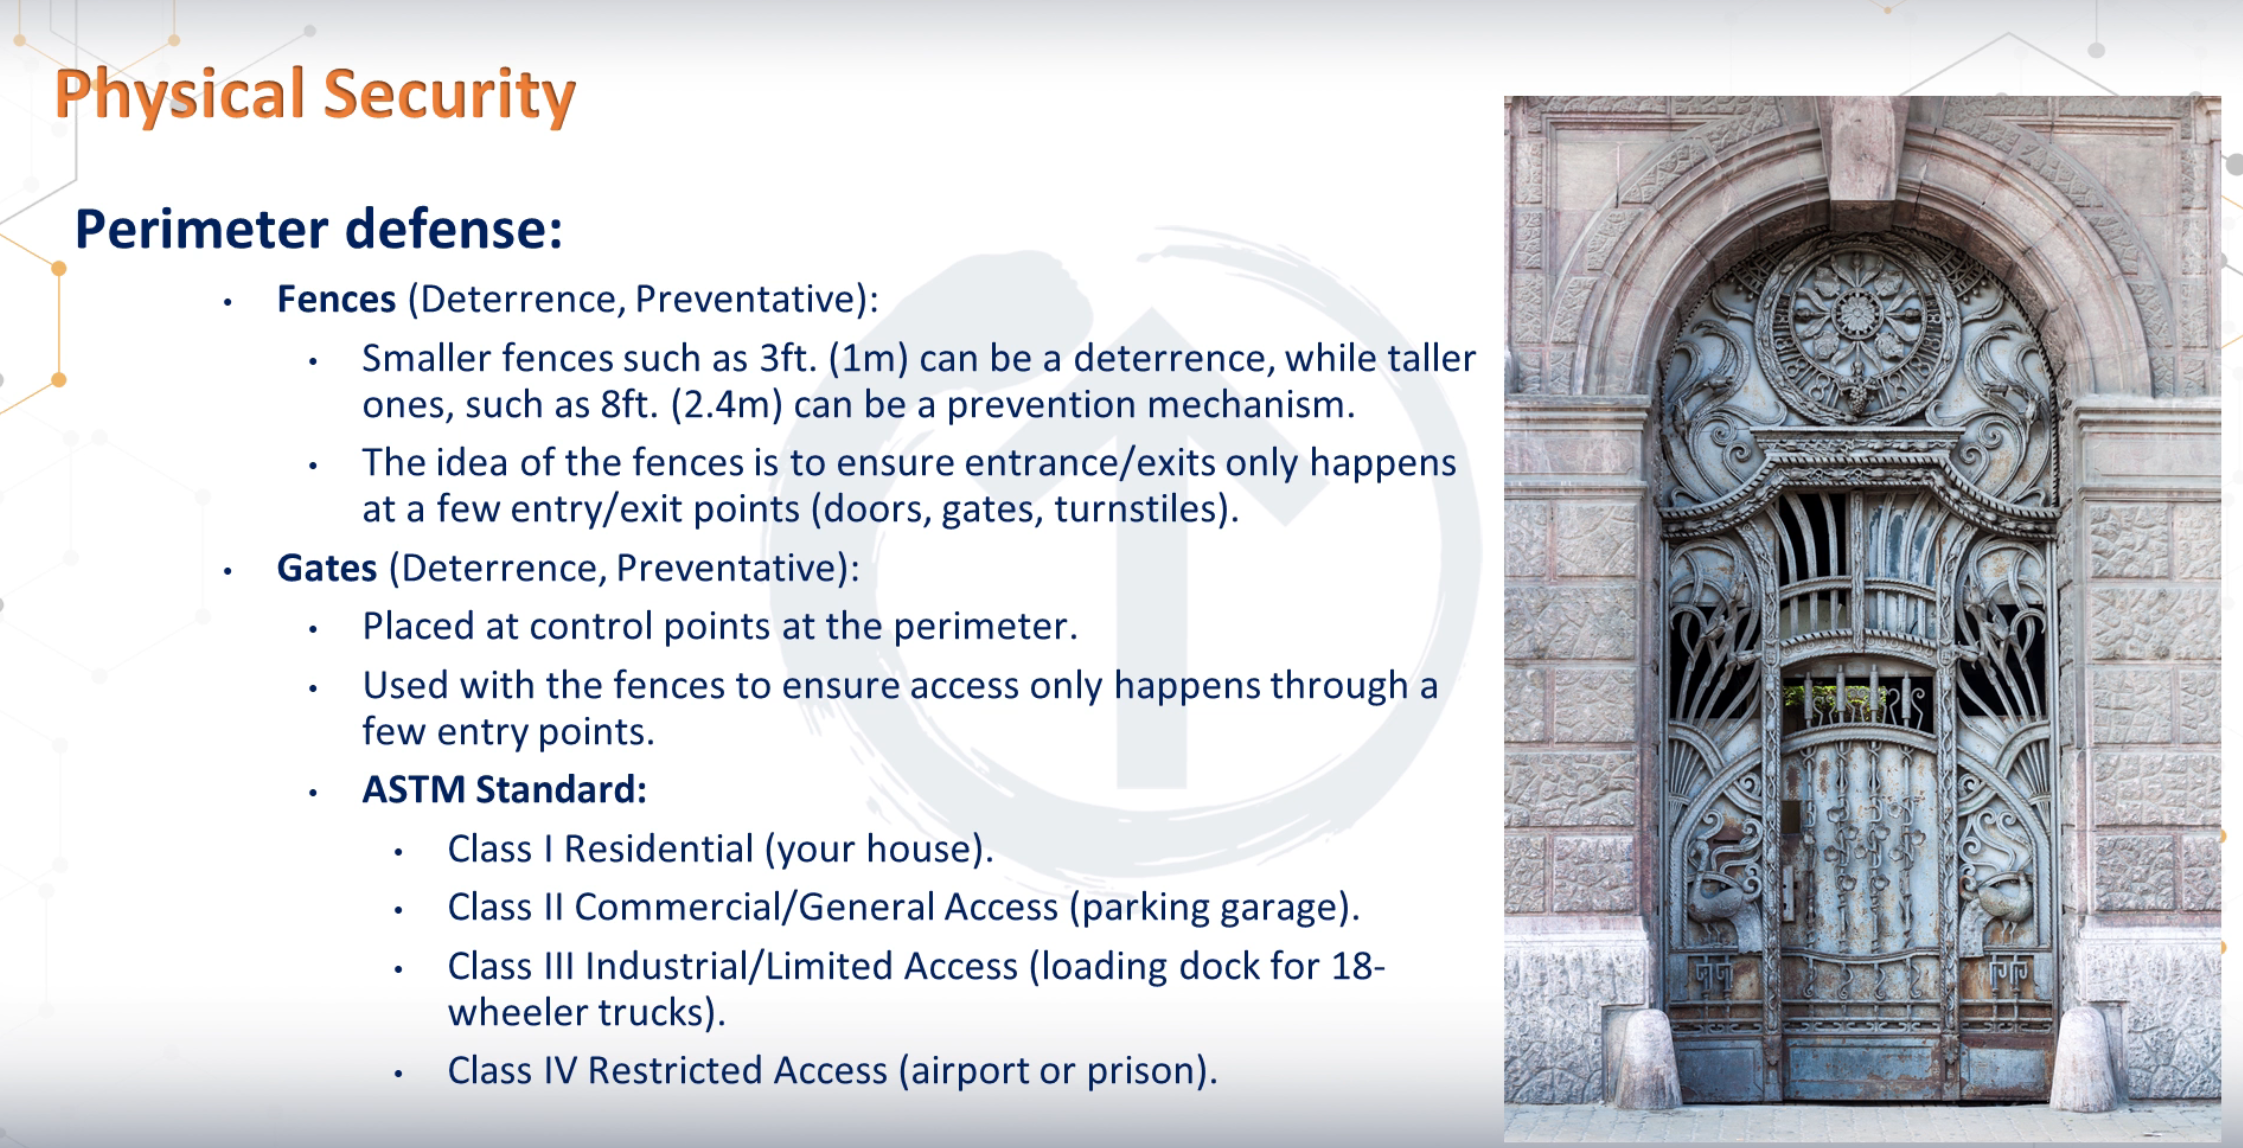 Physical Security
Perimeter defense:
• Fences (Deterrence, Preventative):
• Smaller fences such as 3ft. (1m) can be a deterrence, while taller
ones, such as 8ft. (2.4m) can be a prevention mechanism.
• The idea of the fences is to ensure entrance/exits only happens
at a few entry/exit points (doors, gates, turnstiles).
• Gates (Deterrence, Preventative):
• Placed at control points at the perimeter.
• Used with the fences to ensure access only happens through a
few entry points.
• ASTM Standard:
• Class I Residential (your house).
• Class II Commercial/General Access (parking garage).
• Class III Industrial/Limited Access (loading dock for 18-
wheeler trucks).
• Class IV Restricted Access (airport or prison).